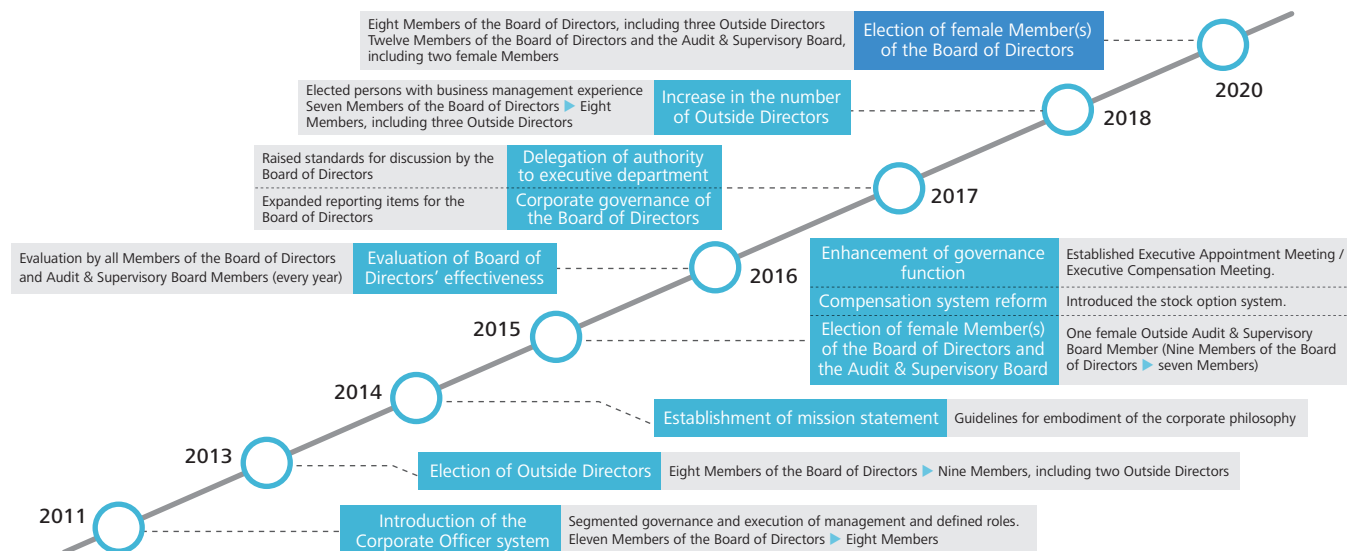 Eight Members of the Board of Directors, including three Outside Directors
Twelve Members of the Board of Directors and the Audit & Supervisory Board,
including two female Members
Election of female Member(s)
of the Board of Directors
2020
Elected persons with business management experience
Seven Members of the Board of Directors ▶ Eight
Members, including three Outside Directors
Increase in the number
of Outside Directors
2018
Raised standards for discussion by the
Board of Directors
Delegation of authority
to executive department
Expanded reporting items for the
Board of Directors
Corporate governance of
the Board of Directors
2017
Evaluation by all Members of the Board of Directors
and Audit & Supervisory Board Members (every year)
Evaluation of Board of
Directors’ effectiveness
2016
Enhancement of governance
function
Established Executive Appointment Meeting /
Executive Compensation Meeting.
Compensation system reform
Introduced the stock option system.
2015
Election of female Member(s)
of the Board of Directors and
the Audit & Supervisory Board
One female Outside Audit & Supervisory
Board Member (Nine Members of the Board
of Directors ▶ seven Members)
2014
Establishment of mission statement
Guidelines for embodiment of the corporate philosophy
2013
Election of Outside Directors
Eight Members of the Board of Directors ▶ Nine Members, including two Outside Directors
2011
Introduction of the
Corporate Officer system
Segmented governance and execution of management and defined roles.
Eleven Members of the Board of Directors ▶ Eight Members